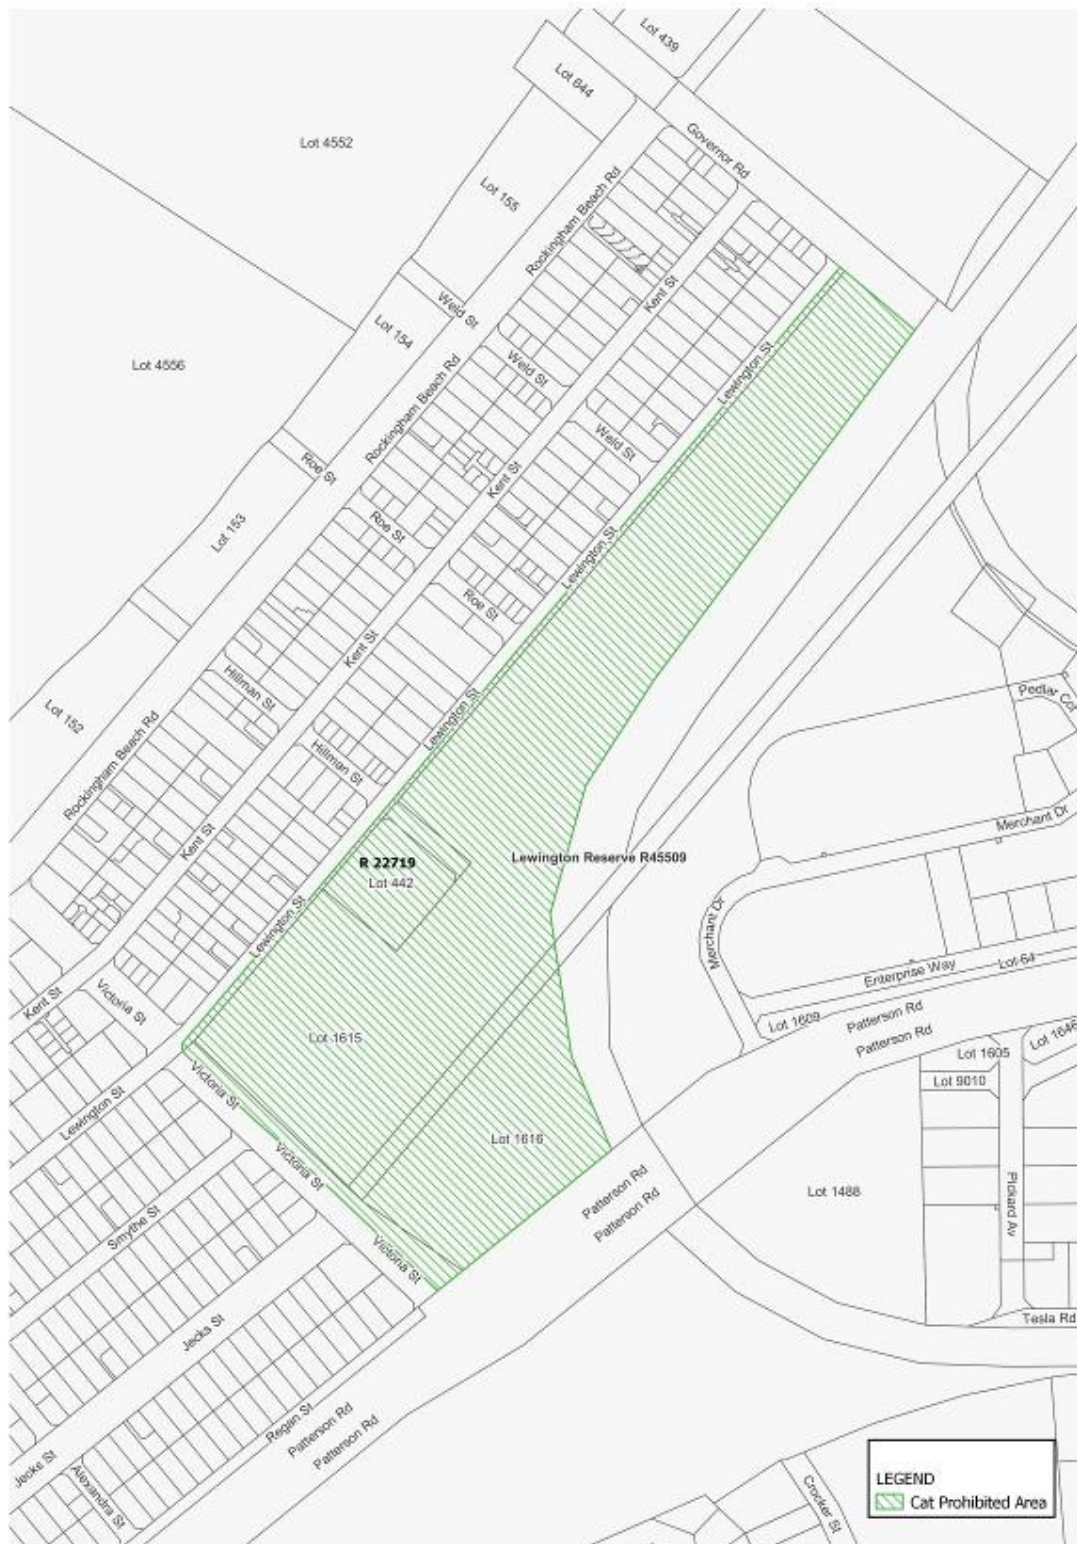 Lot 439
Lot 644
Governor Rd
Lot 4552
Lot 155
Rockingham Beach Rd
Kent St
Weld St
Lot 154
Weld St
Lot 4556
Rockingham Beach Rd
Lewington St
Weld St
Roe St
Kent St
Lot 153
Roe St
Lewington St
Roe St
Kent St
Hillman St
Lot 152
Rockingham Beach Rd
Lewington St
Pedlar Cct
Hillman St
Merchant Dr
Kent St
R 22719
Lot 442
Lewington Reserve R45509
Lewington St
Merchant Dr
Enterprise Way
Lot 64
Kent St
Victoria St
Lot 1609
Patterson Rd
Patterson Rd
Lot 1615
Lot 1605
Lot 1646
Lot 9010
Victoria St
Lewington St
Lot 1616
Victoria St
Patterson Rd
Patterson Rd
Lot 1488
Pickard Av
Smythe St
Victoria St
Jecks St
Tesla Rd
Regan St
Patterson Rd
Patterson Rd
Jecks St
Alexandra St
Crocker St
LEGEND
Cat Prohibited Area